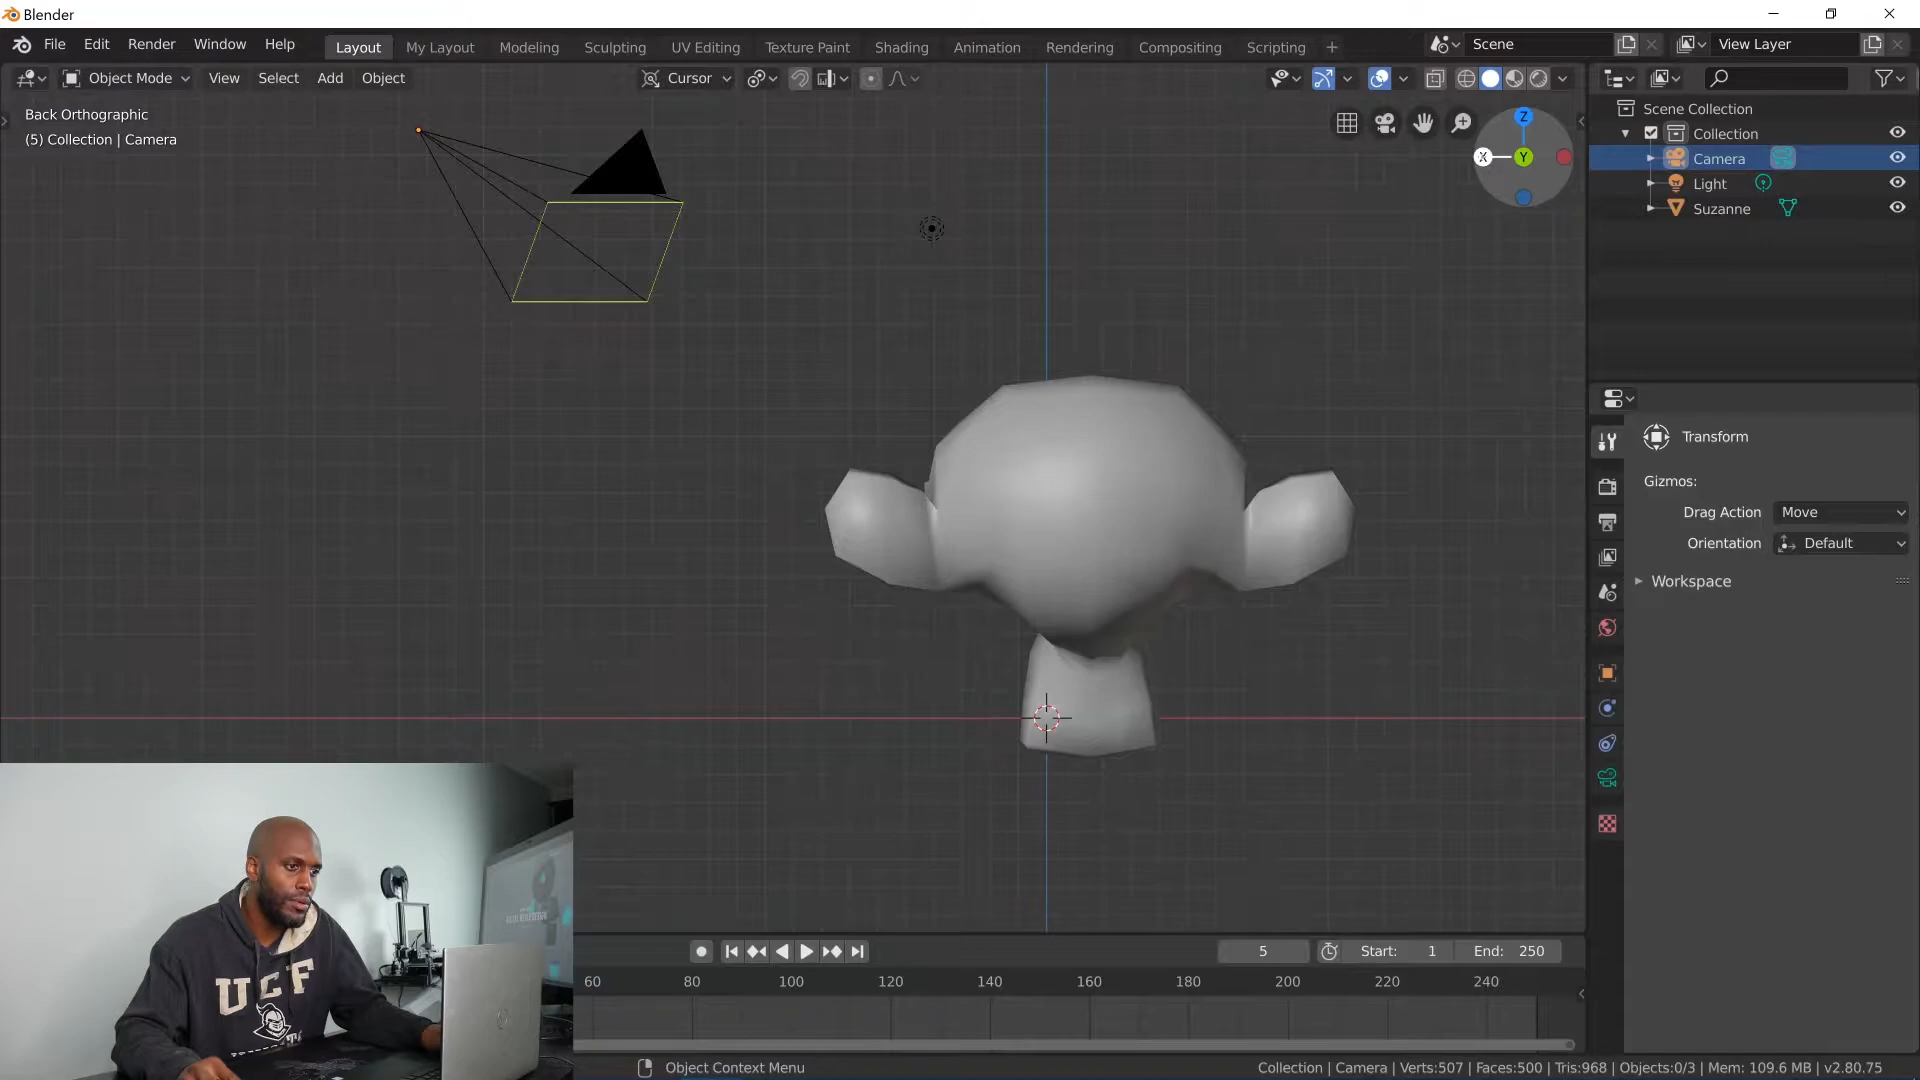 Blender
File Edit Render Window Help Layout My Layout Modeling Sculpting UV Editing Texture Paint Shading Animation Rendering Compositing Scripting + Scene View Layer
Object Mode View Select Add Object Cursor
Back Orthographic
(5) Collection | Camera
Z
X
Y
Scene Collection
Collection
Camera
Light
Suzanne
Transform
Gizmos:
Drag Action Move
Orientation Default
Workspace
UCF
5 Start: 1 End: 250
60 80 100 120 140 160 180 200 220 240
Object Context Menu
Collection | Camera | Verts:507 | Faces:500 | Tris:968 | Objects:0/3 | Mem: 109.6 MB | v2.80.75